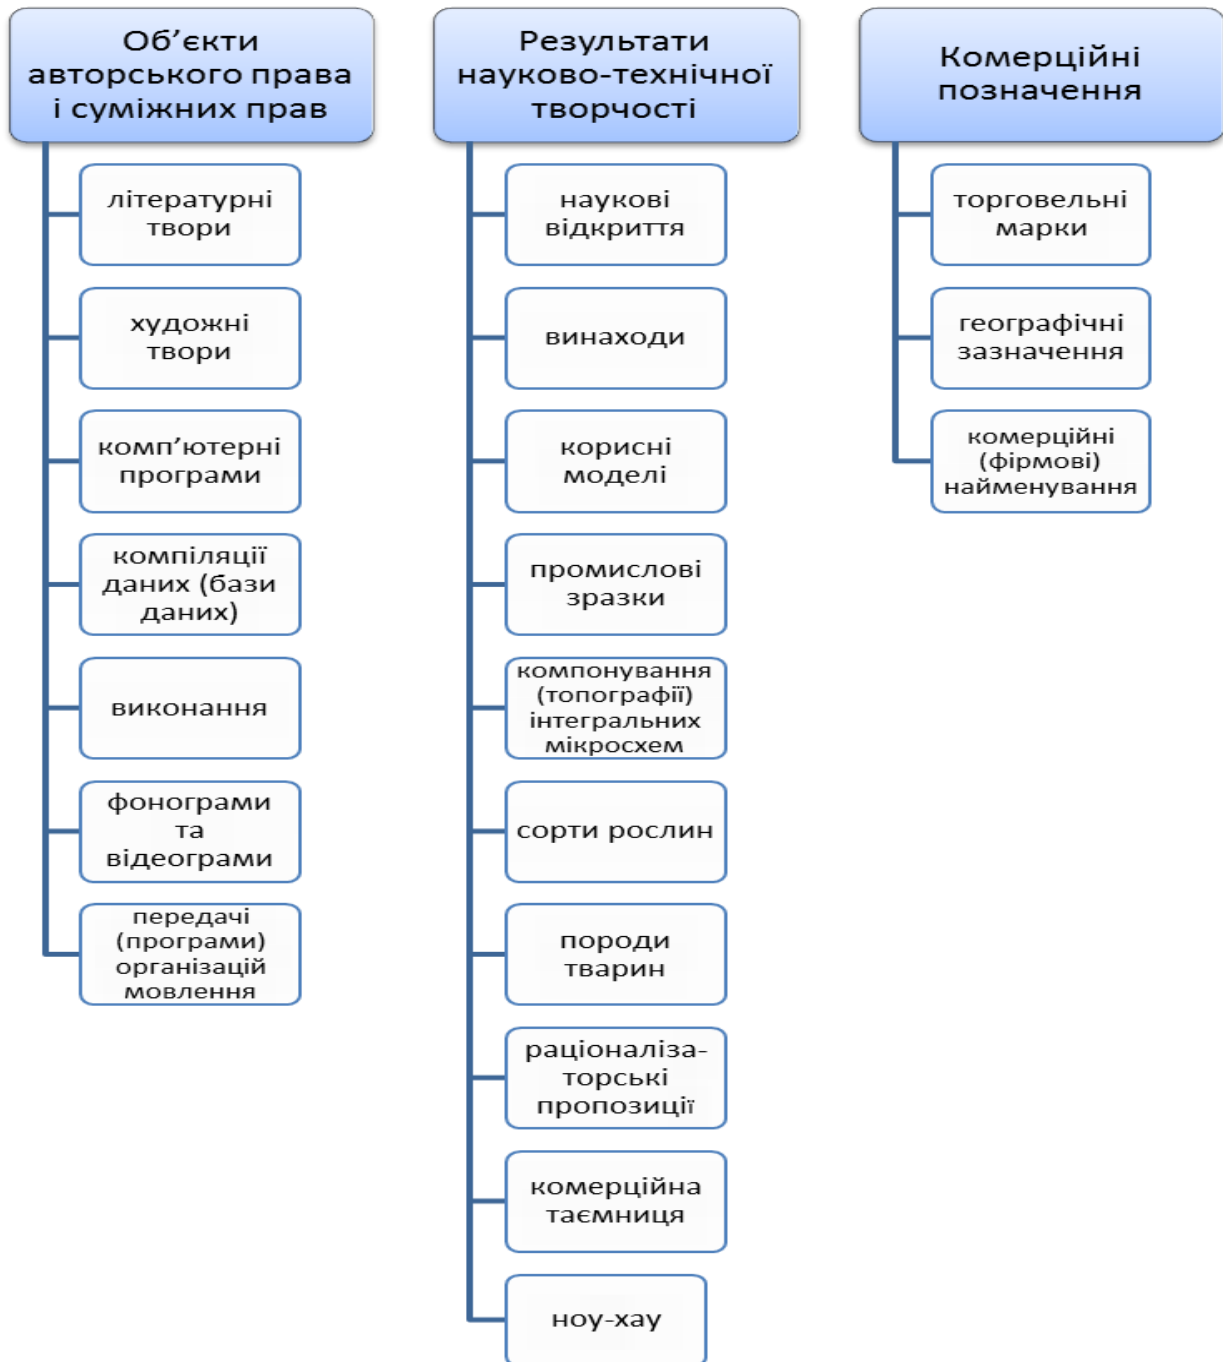 Об’єкти
авторського права
і суміжних прав
літературні
твори
художні
твори
комп’ютерні
програми
компіляції
даних (бази
даних)
виконання
фонограми
та
відеограми
передачі
(програми)
організацій
мовлення
Результати
науково-технічної
творчості
наукові
відкриття
винаходи
корисні
моделі
промислові
зразки
компонування
(топографії)
інтегральних
мікросхем
сорти рослин
породи
тварин
раціоналіза-
торські
пропозиції
комерційна
таємниця
ноу-хау
Комерційні
позначення
торговельні
марки
географічні
зазначення
комерційні
(фірмові)
найменування